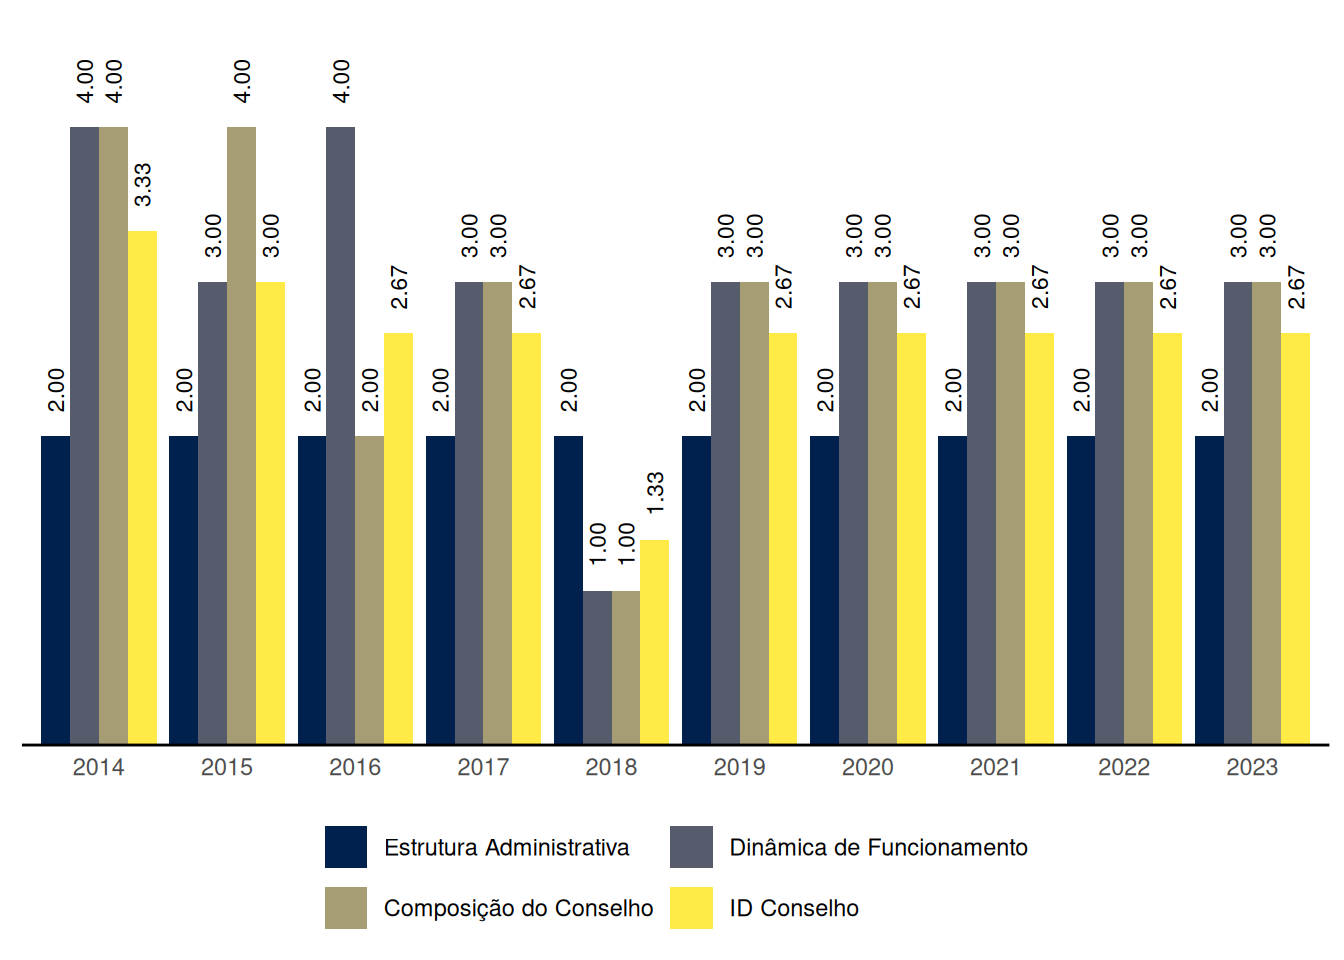 2.00 4.00 4.00 3.33
2.00 3.00 4.00 3.00
2.00 4.00 2.00 2.67
2.00 3.00 3.00 2.67
2.00 1.00 1.00 1.33
2.00 3.00 3.00 2.67
2.00 3.00 3.00 2.67
2.00 3.00 3.00 2.67
2.00 3.00 3.00 2.67
2.00 3.00 3.00 2.67
2014 2015 2016 2017 2018 2019 2020 2021 2022 2023
Estrutura Administrativa Dinâmica de Funcionamento
Composição do Conselho ID Conselho